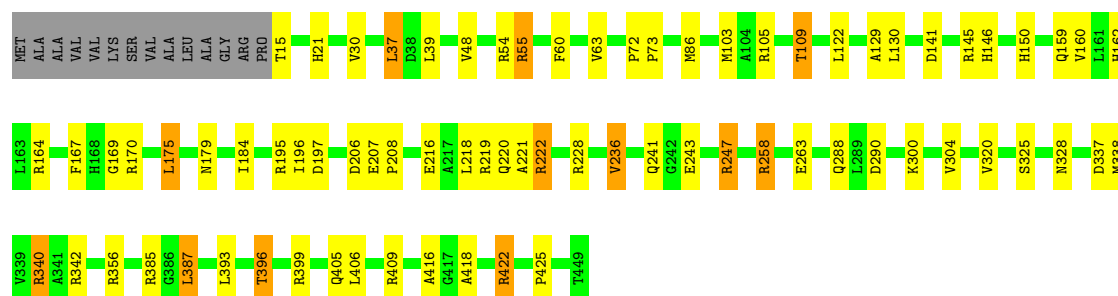 MET ALA ALA VAL VAL LYS SER VAL ALA LEU ALA GLY ARG PRO T15 H21 V30 L37 D38 L39 V48 R54 R55 F60 V63 P72 P73 M86 M103 A104 R105 T109 L122 A129 L130 D141 R145 H146 H150 Q159 V160 L161 H162
L163 R164 F167 H168 G169 R170 L175 N179 I184 R195 I196 D197 D206 E207 P208 E216 A217 L218 R219 Q220 A221 R222 R228 V236 Q241 G242 E243 R247 R258 E263 Q288 L289 D290 K300 V304 V320 S325 N328 D337 M338
V339 R340 A341 R342 R356 R385 G386 L387 L393 T396 R399 Q405 L406 R409 A416 G417 A418 R422 P425 T449